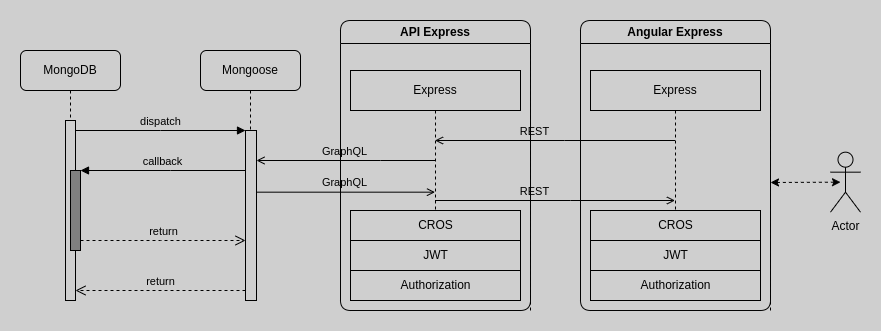 API Express
Angular Express
MongoDB
Mongoose
Express
Express
dispatch
REST
GraphQL
callback
GraphQL
REST
CROS
CROS
Actor
return
JWT
JWT
return
Authorization
Authorization